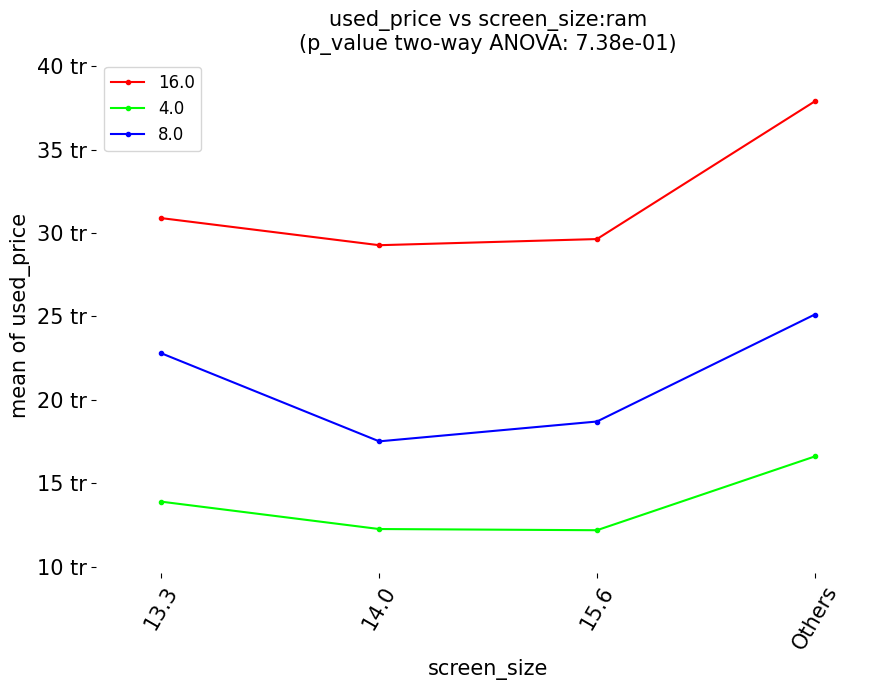 used_price vs screen_size:ram
(p_value two-way ANOVA: 7.38e-01)
16.0
4.0
8.0
40 tr
35 tr
30 tr
25 tr
20 tr
15 tr
10 tr
mean of used_price
13.3
14.0
15.6
Others
screen_size